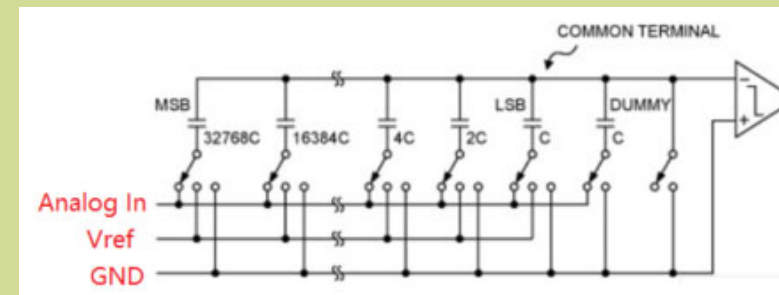 COMMON TERMINAL
MSB
LSB
DUMMY
32768C
16384C
4C
2C
C
C
Analog In
Vref
GND